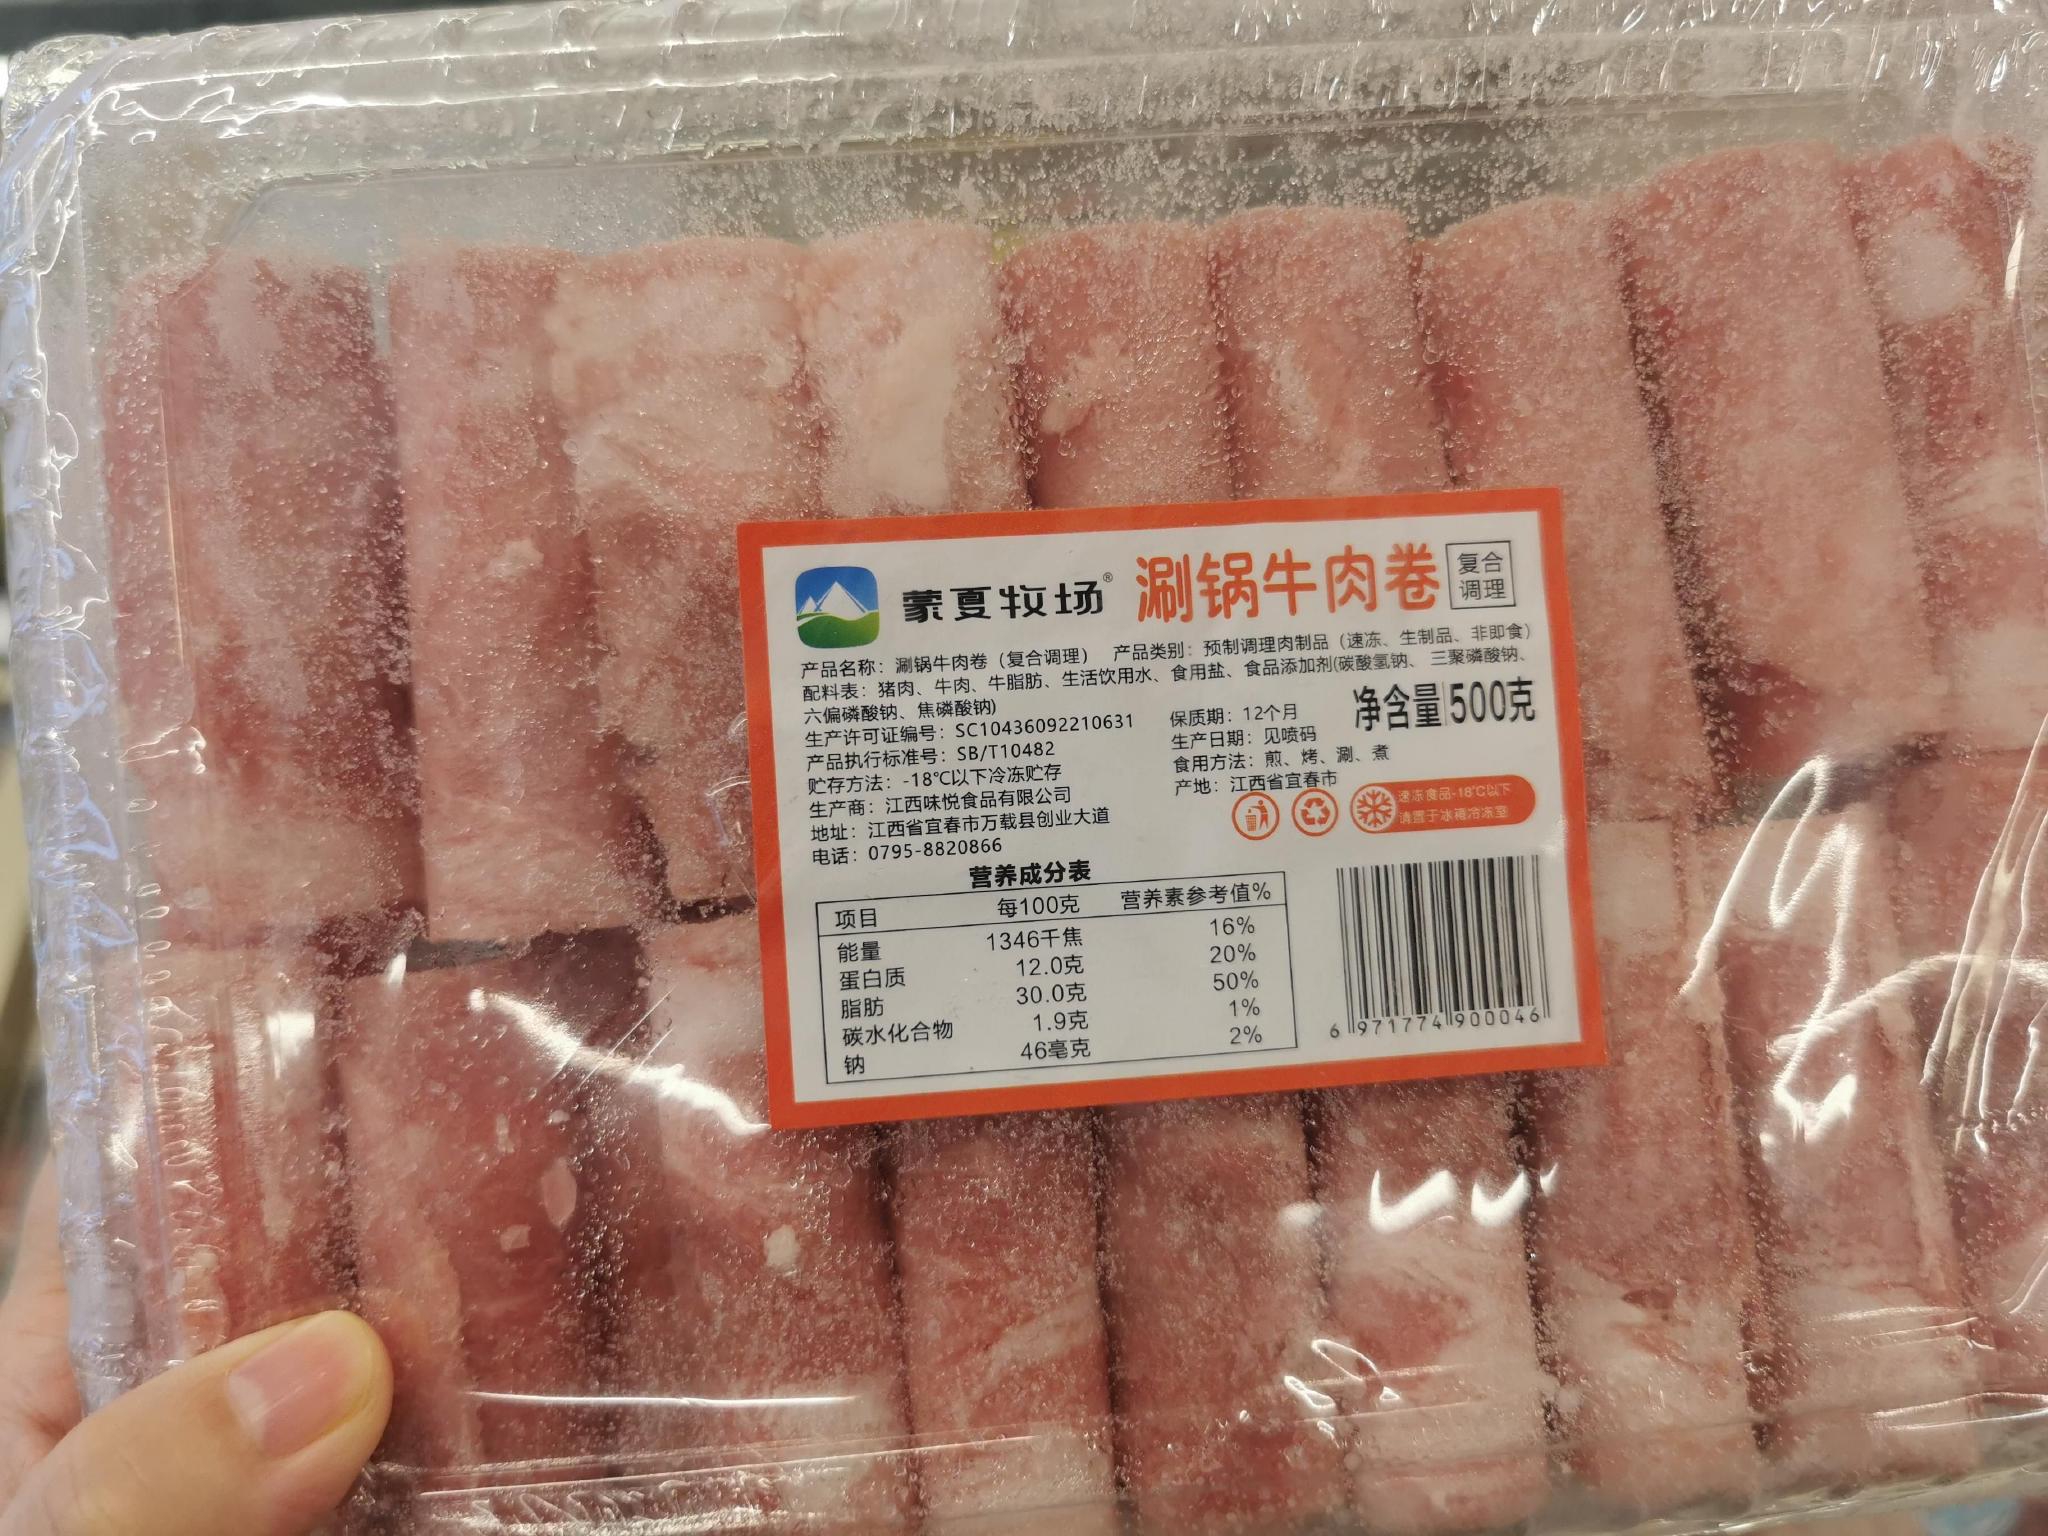 蒙夏牧场® 涮锅牛肉卷 复合调理
产品名称：涮锅牛肉卷（复合调理） 产品类别：预制调理肉制品（速冻、生制品、非即食）
配料表：猪肉、牛肉、牛脂肪、生活饮用水、食用盐、食品添加剂(碳酸氢钠、三聚磷酸钠、
六偏磷酸钠、焦磷酸钠)
净含量 500克
生产许可证编号：SC10436092210631
产品执行标准号：SB/T10482
贮存方法：-18℃以下冷冻贮存
生产商：江西味悦食品有限公司
地址：江西省宜春市万载县创业大道
电话：0795-8820866
保质期：12个月
生产日期：见喷码
食用方法：煎、烤、涮、煮
产地：江西省宜春市
速冻食品-18℃以下
请置于冰箱冷冻室
营养成分表
项目 每100克 营养素参考值%
能量 1346千焦 16%
蛋白质 12.0克 20%
脂肪 30.0克 50%
碳水化合物 1.9克 1%
钠 46毫克 2%
6 971774 900046